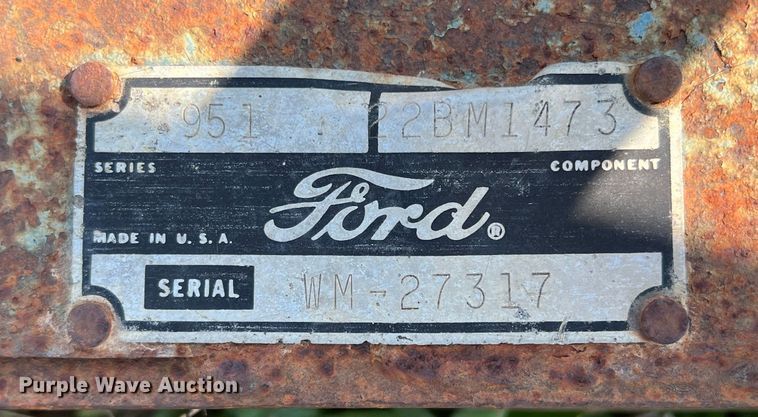 951 22BM1473
SERIES COMPONENT
Ford®
MADE IN U.S.A.
SERIAL WM-27317
Purple Wave Auction